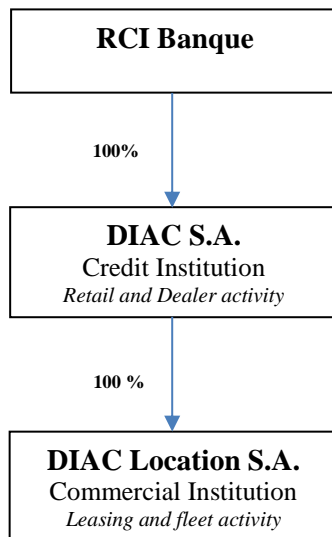 RCI Banque
100%
DIAC S.A.
Credit Institution
Retail and Dealer activity
100 %
DIAC Location S.A.
Commercial Institution
Leasing and fleet activity